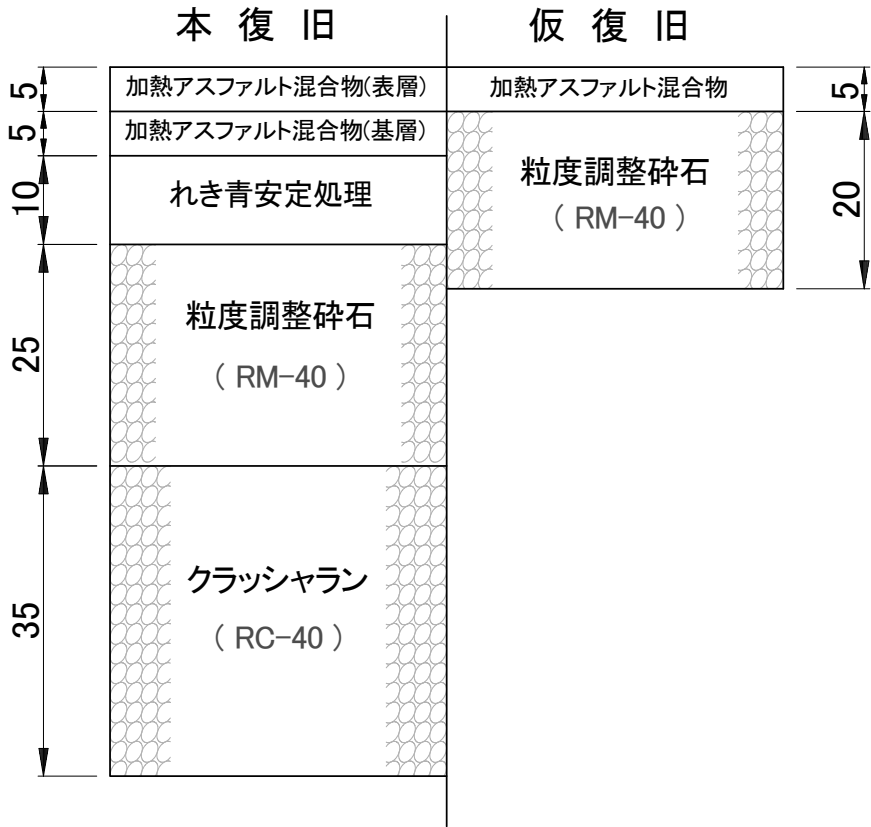 本復旧
仮復旧
5
加熱アスファルト混合物(表層)
加熱アスファルト混合物
5
5
加熱アスファルト混合物(基層)
10
れき青安定処理
粒度調整砕石
( RM-40 )
20
25
粒度調整砕石
( RM-40 )
35
クラッシャラン
( RC-40 )